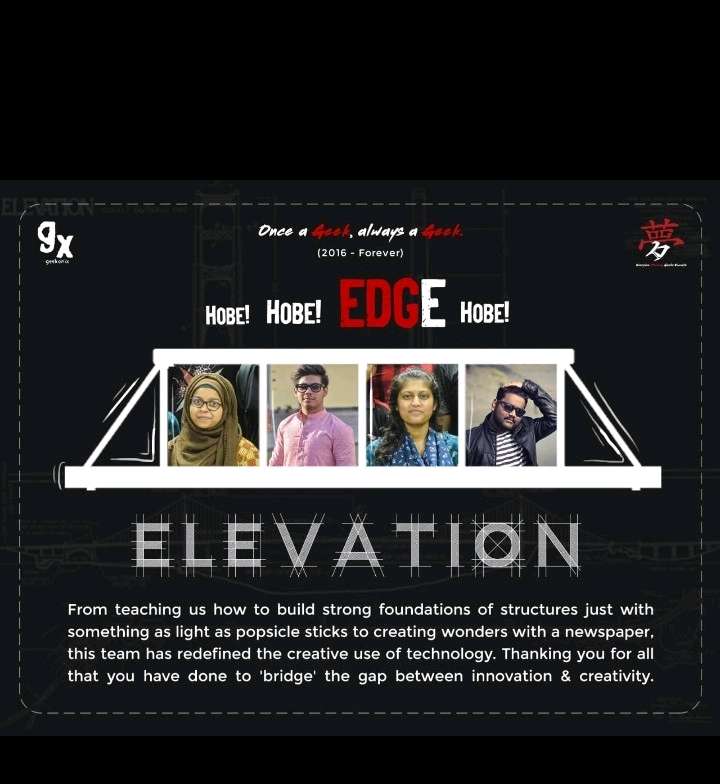 ELEVATION
gx
geekonix
Once a Geek, always a Geek.
(2016 - Forever)
夢
HOBE! HOBE! EDGE HOBE!
ELEVATION
From teaching us how to build strong foundations of structures just with
something as light as popsicle sticks to creating wonders with a newspaper,
this team has redefined the creative use of technology. Thanking you for all
that you have done to 'bridge' the gap between innovation & creativity.